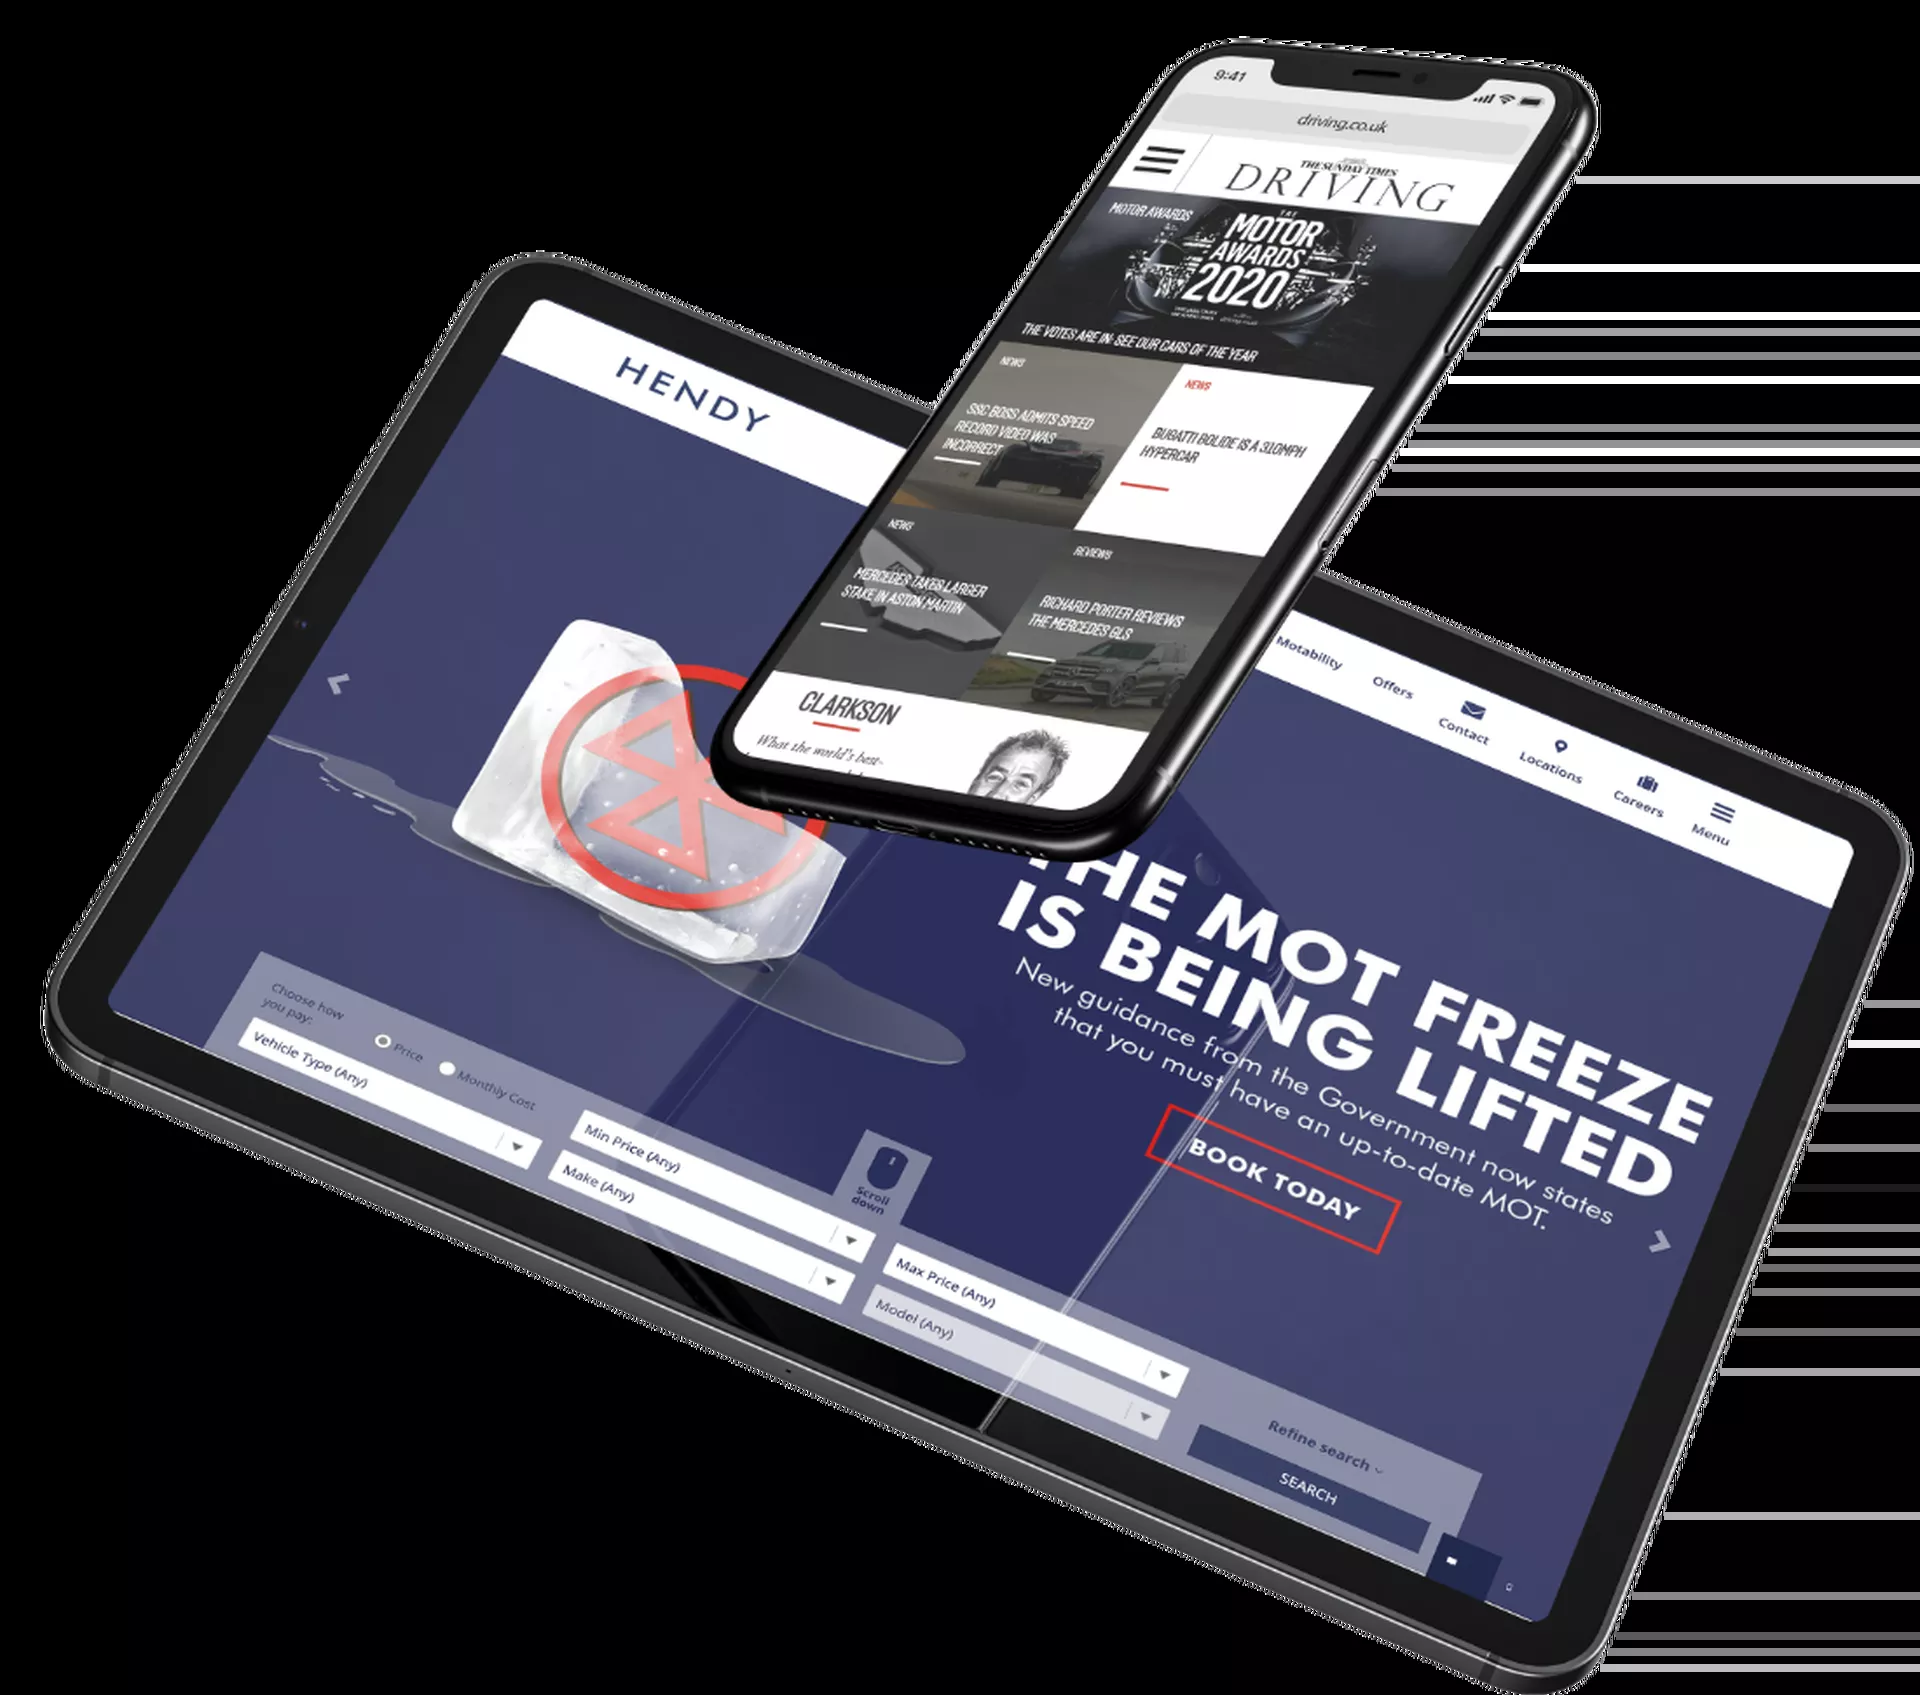 9:41
driving.co.uk
THE SUNDAY TIMES
DRIVING
MOTOR AWARDS
THE
MOTOR
AWARDS
2020
THE VOTES ARE IN-SEE OUR CARS OF THE YEAR
NEWS
SSC BOSS ADMITS SPEED
RECORD VIDEO WAS
INCORRECT
NEWS
BUGATTI BOLIDE IS A 310MPH
HYPERCAR
NEWS
MERCEDES TAKES LARGER
STAKE IN ASTON MARTIN
REVIEWS
RICHARD PORTER REVIEWS
THE MERCEDES GLS
CLARKSON
What the world's best-
HENDY
Motability
Offers
Contact
Locations
Careers
Menu
THE MOT FREEZE
IS BEING LIFTED
New guidance from the Government now states
that you must have an up-to-date MOT.
BOOK TODAY
Choose how
you pay:
Price
Monthly Cost
Vehicle Type (Any)
Min Price (Any)
Make (Any)
Scroll
down
Max Price (Any)
Model (Any)
Refine search
SEARCH